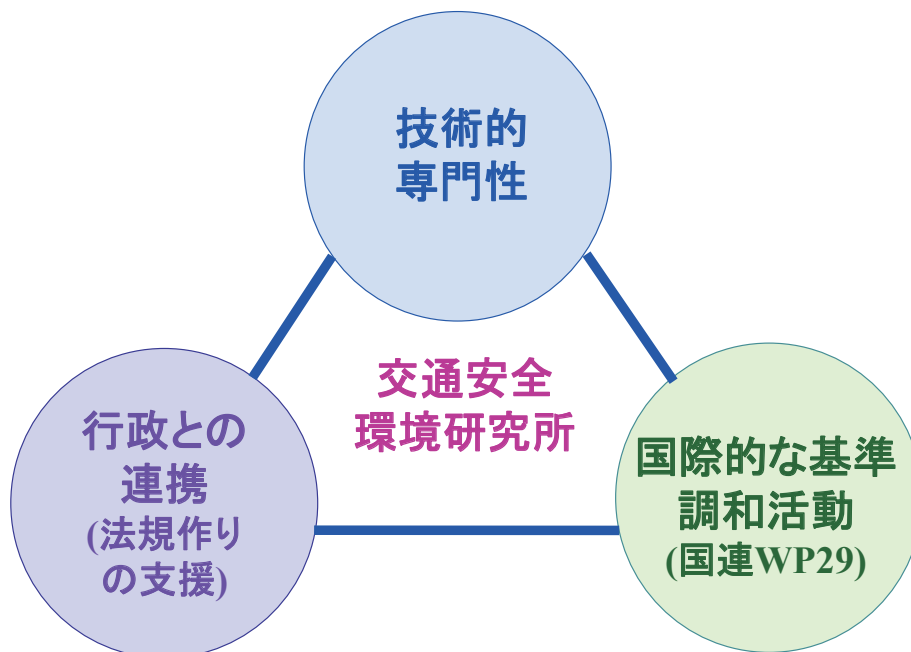 技術的
専門性
交通安全
環境研究所
行政との
連携
(法規作り
の支援)
国際的な基準
調和活動
(国連WP29)